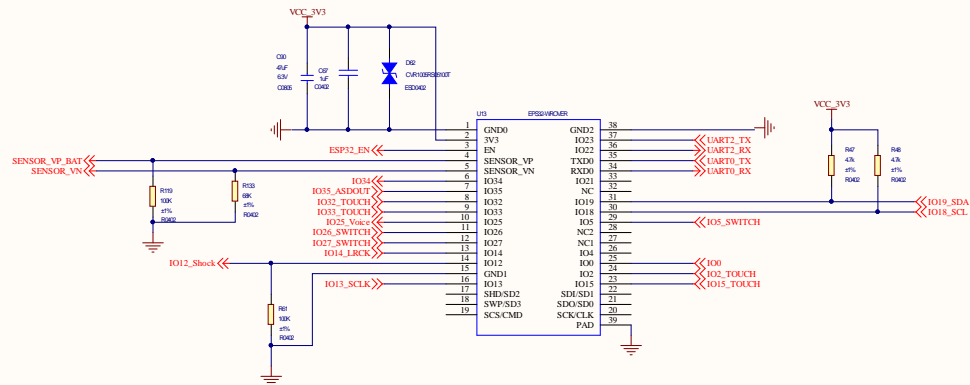 VCC_3V3
C90
47uF
6.3V
C0805
C67
1uF
C0402
D62
ESD0402
U13
1 GND0
2 3V3
ESP32_EN 3 EN
SENSOR_VP_BAT 4 SENSOR_VP
SENSOR_VN 5 SENSOR_VN
IO34 6 IO34
IO35_ASDOUT 7 IO35
IO32_TOUCH 8 IO32
IO33_TOUCH 9 IO33
IO25_Voice 10 IO25
IO26_SWITCH 11 IO26
IO27_SWITCH 12 IO27
IO14_LRCK 13 IO14
IO12_Shock 14 IO12
15 GND1
IO13_SCLK 16 IO13
17 SHD/SD2
18 SWP/SD3
19 SCS/CMD
GND2 38
IO23 37 UART2_TX
IO22 36 UART2_RX
TXD0 35 UART0_TX
RXD0 34 UART0_RX
IO21 33
NC 32
IO19 31 IO19_SDA
IO18 30 IO18_SCL
IO5 29 IO5_SWITCH
NC2 28
NC1 27
IO4 26
IO0 25 IO0
IO2 24 IO2_TOUCH
IO15 23 IO15_TOUCH
SDI/SD1 22
SDO/SD0 21
SCK/CLK 20
PAD 39
R119
100K
±1%
R0402
R133
68K
±1%
R0402
R61
100K
±1%
R0402
VCC_3V3
R47
4.7k
±1%
R0402
R48
4.7k
±1%
R0402